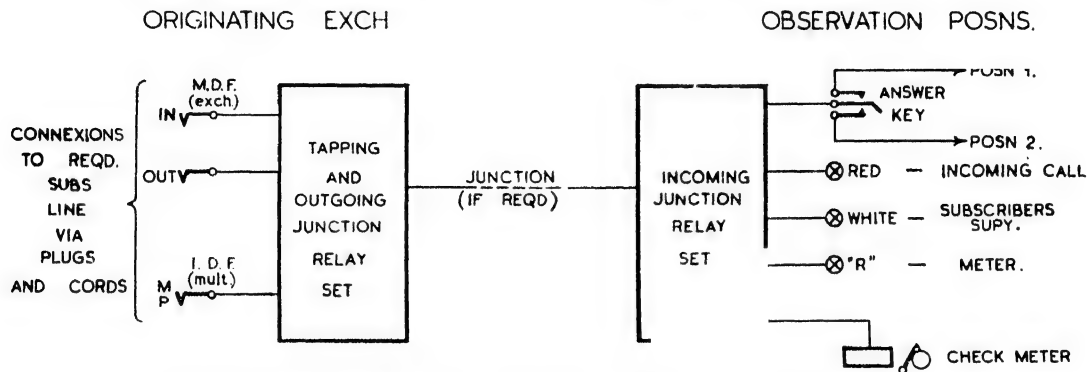 ORIGINATING EXCH
OBSERVATION POSNS.
CONNEXIONS
TO REQD.
SUBS
LINE
VIA
PLUGS
AND CORDS
M.D.F.
(exch.)
IN
OUT
I.D.F.
(mult.)
M
P
TAPPING
AND
OUTGOING
JUNCTION
RELAY
SET
JUNCTION
(IF REQD)
INCOMING
JUNCTION
RELAY
SET
POSN 1.
ANSWER
KEY
POSN 2.
RED — INCOMING CALL
WHITE — SUBSCRIBERS
SUPY.
"R" — METER.
CHECK METER